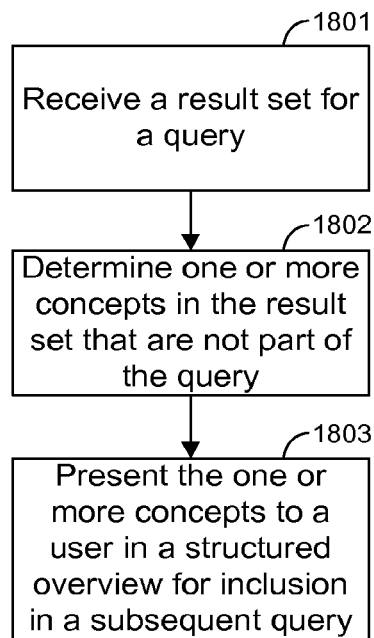 1801
Receive a result set for
a query
1802
Determine one or more
concepts in the result
set that are not part of
the query
1803
Present the one or
more concepts to a
user in a structured
overview for inclusion
in a subsequent query